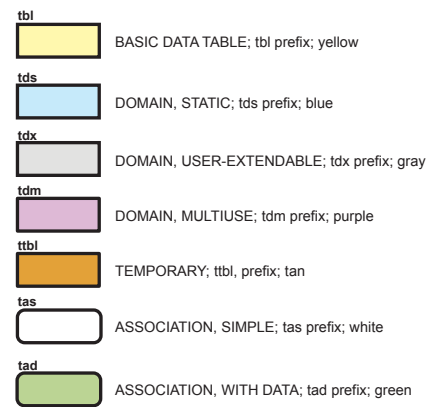 tbl
BASIC DATA TABLE; tbl prefix; yellow
tds
DOMAIN, STATIC; tds prefix; blue
tdx
DOMAIN, USER-EXTENDABLE; tdx prefix; gray
tdm
DOMAIN, MULTIUSE; tdm prefix; purple
ttbl
TEMPORARY; ttbl, prefix; tan
tas
ASSOCIATION, SIMPLE; tas prefix; white
tad
ASSOCIATION, WITH DATA; tad prefix; green